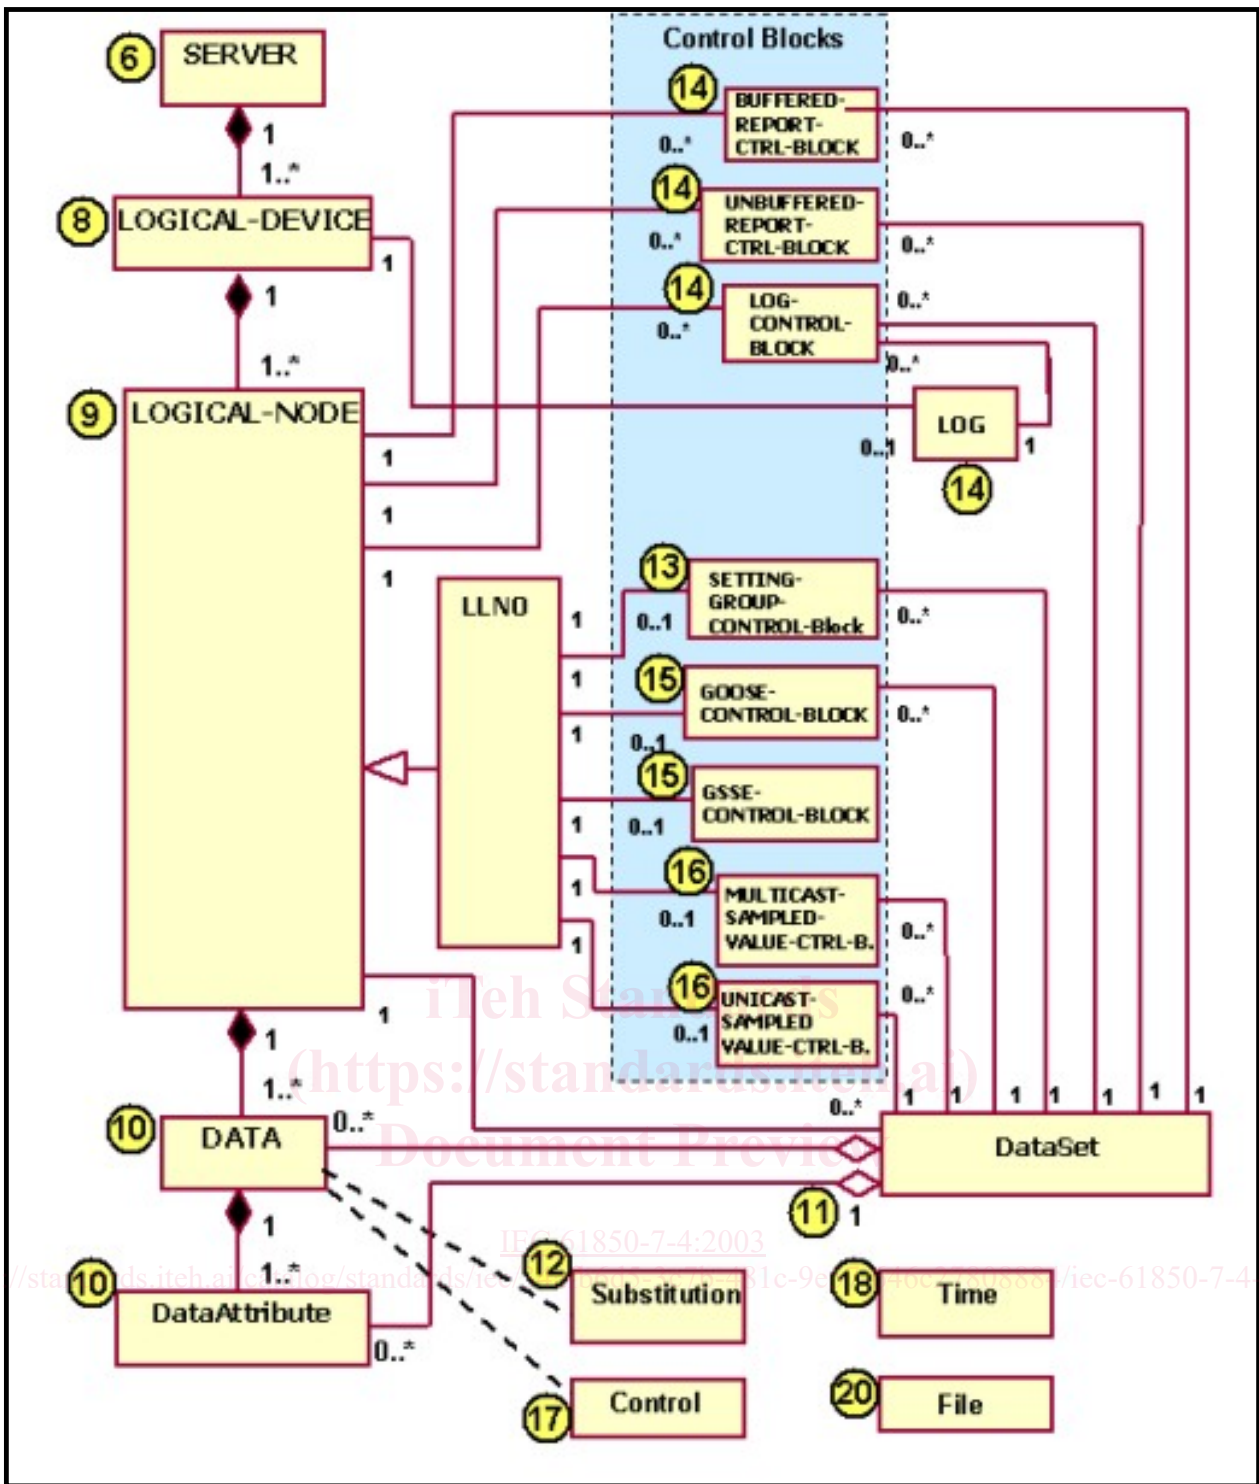 Control Blocks
6
SERVER
1
1..*
8
LOGICAL-DEVICE
1
1
1..*
9
LOGICAL-NODE
1
1
1
14
BUFFERED-
REPORT-
CTRL-BLOCK
0..*
0..*
14
UNBUFFERED-
REPORT-
CTRL-BLOCK
0..*
0..*
14
LOG-
CONTROL-
BLOCK
0..*
0..*
0..*
LOG
0..1
1
14
LLN0
1
1
1
1
1
1
13
SETTING-
GROUP-
CONTROL-Block
0..1
0..*
15
GOOSE-
CONTROL-BLOCK
0..1
0..*
15
GSSE-
CONTROL-BLOCK
0..1
16
MULTICAST-
SAMPLED-
VALUE-CTRL-B.
0..1
0..*
16
UNICAST-
SAMPLED
VALUE-CTRL-B.
0..1
0..*
iTeh Standards
(https://standards.iteh.ai)
Document Preview
1
1
1..*
0..*
0..*
1
1
1
1
1
1
1
10
DATA
DataSet
11
1
1
1..*
IEC 61850-7-4:2003
10
DataAttribute
0..*
12
Substitution
18
Time
17
Control
20
File